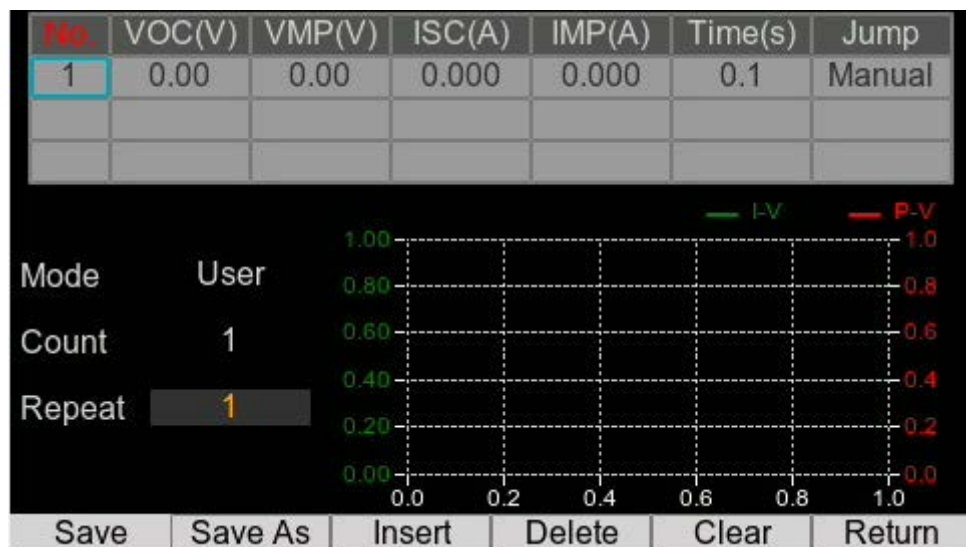 No. VOC(V) VMP(V) ISC(A) IMP(A) Time(s) Jump
1 0.00 0.00 0.000 0.000 0.1 Manual
I-V P-V
1.00 1.0
Mode User 0.80 0.8
Count 1 0.60 0.6
0.40 0.4
Repeat 1
0.20 0.2
0.00 0.0
0.0 0.2 0.4 0.6 0.8 1.0
Save Save As Insert Delete Clear Return